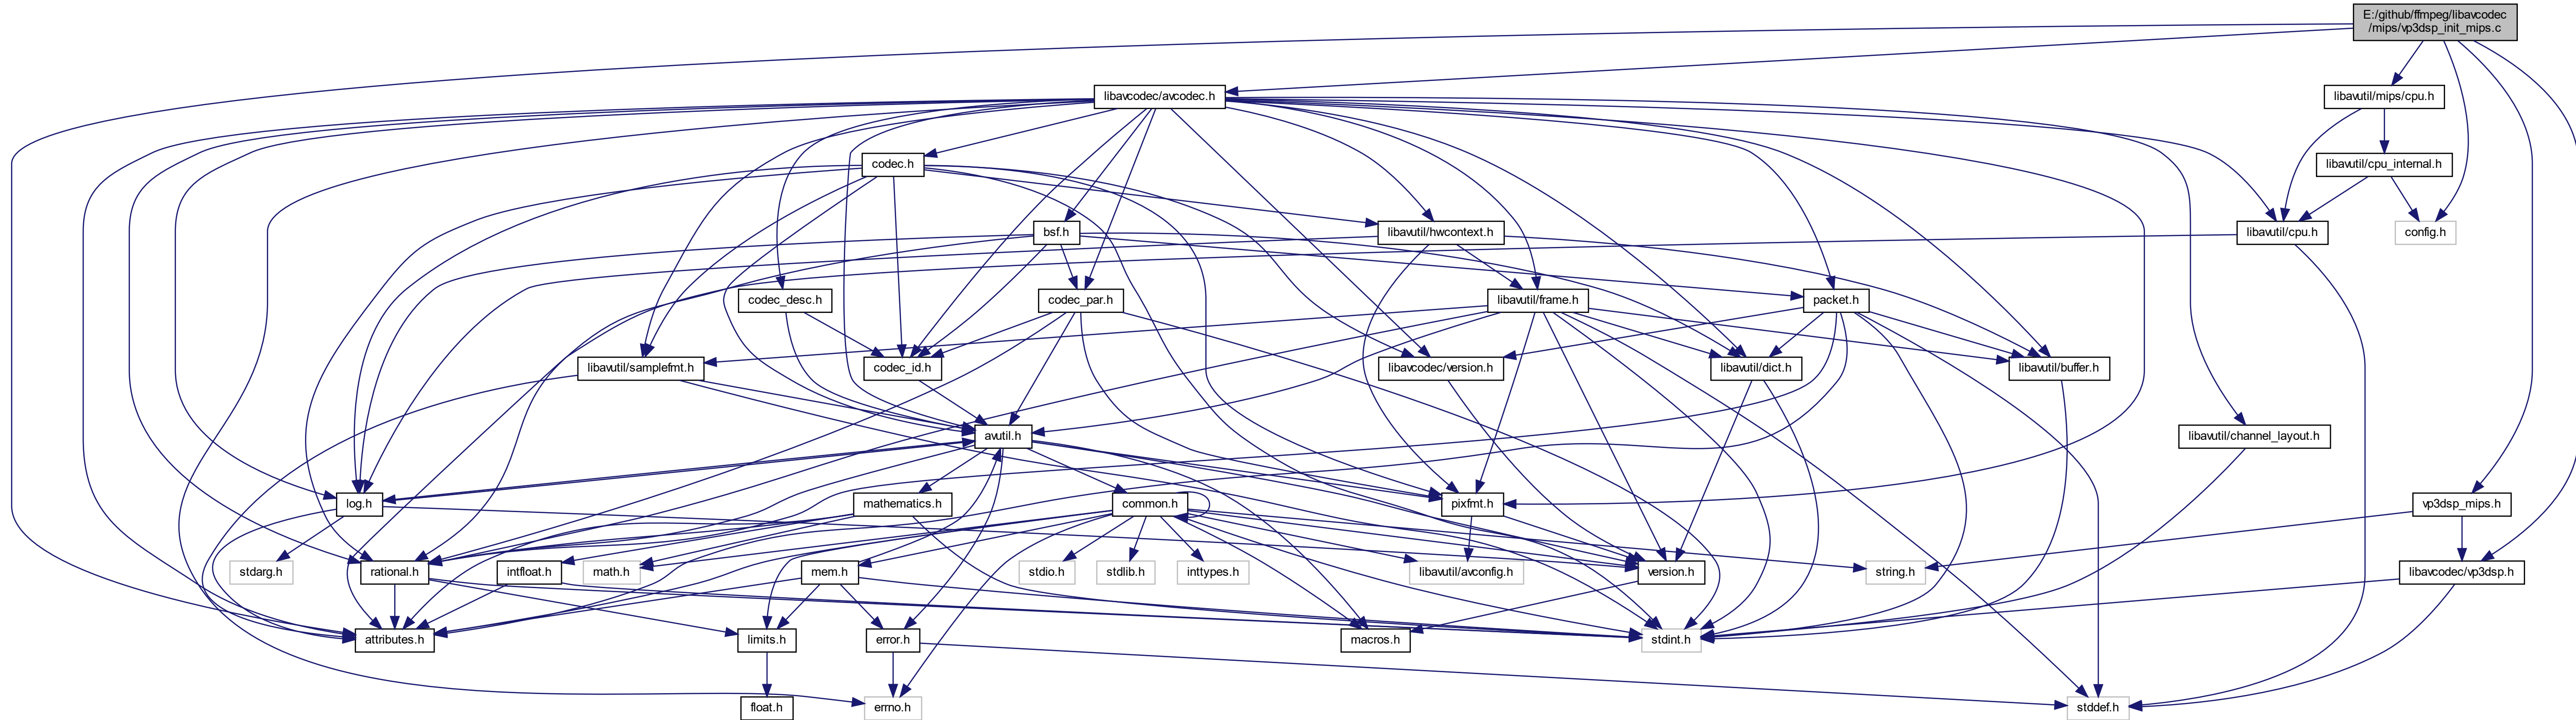 E:/github/ffmpeg/libavcodec
/mips/vp3dsp_init_mips.c
libavcodec/avcodec.h
libavutil/mips/cpu.h
codec.h
libavutil/cpu_internal.h
bsf.h
libavutil/hwcontext.h
libavutil/cpu.h
config.h
codec_desc.h
codec_par.h
libavutil/frame.h
packet.h
libavutil/samplefmt.h
codec_id.h
libavcodec/version.h
libavutil/dict.h
libavutil/buffer.h
avutil.h
libavutil/channel_layout.h
log.h
mathematics.h
common.h
pixfmt.h
vp3dsp_mips.h
stdarg.h
rational.h
intfloat.h
math.h
mem.h
stdio.h
stdlib.h
inttypes.h
libavutil/avconfig.h
version.h
string.h
libavcodec/vp3dsp.h
attributes.h
limits.h
error.h
macros.h
stdint.h
float.h
errno.h
stddef.h